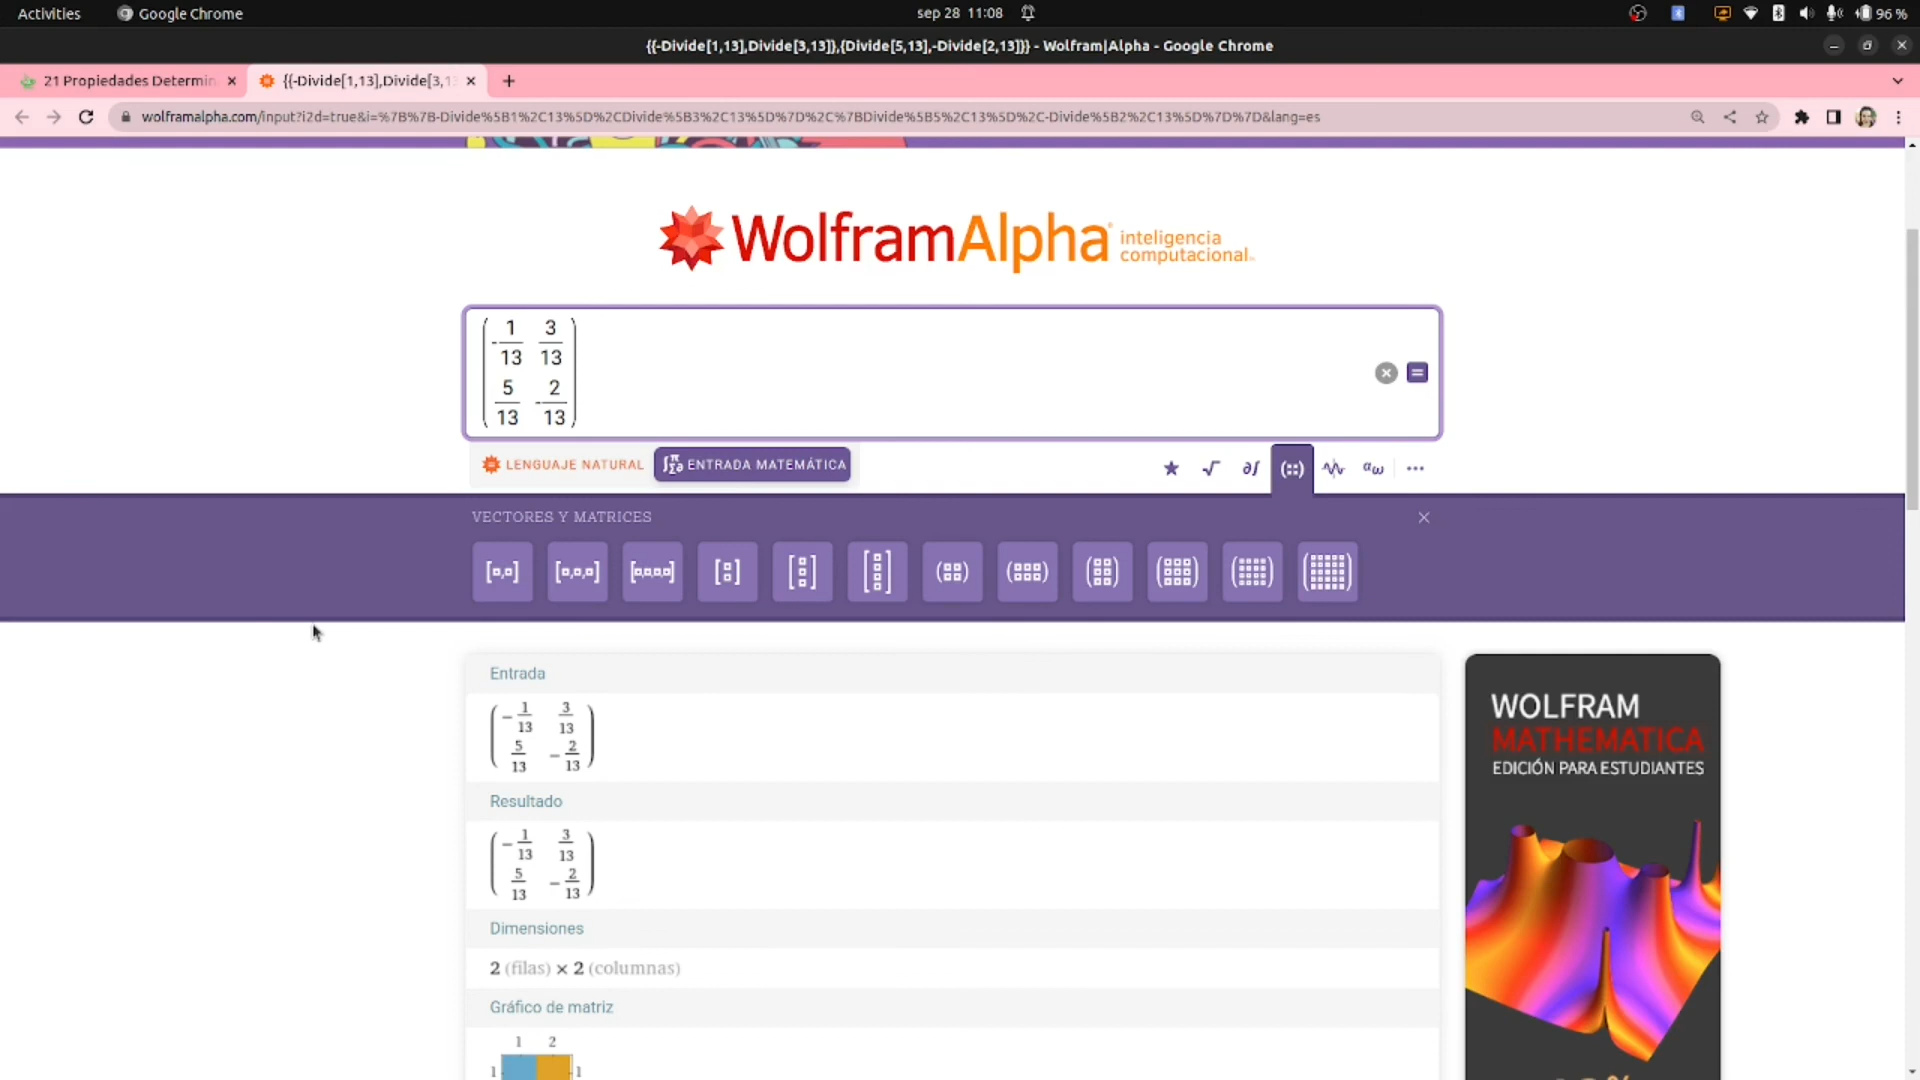 Activities Google Chrome sep 28 11:08 96 %
{{-Divide[1,13],Divide[3,13]},{Divide[5,13],-Divide[2,13]}} - Wolfram|Alpha - Google Chrome
21 Propiedades Determin {{-Divide[1,13],Divide[3,13
wolframalpha.com/input?i2d=true&i=%7B%7B-Divide%5B1%2C13%5D%2CDivide%5B3%2C13%5D%7D%2C%7BDivide%5B5%2C13%5D%2C-Divide%5B2%2C13%5D%7D%7D&lang=es
WolframAlpha inteligencia
computacional
1 3
- — —
13 13
5 2
— - —
13 13
LENGUAJE NATURAL ENTRADA MATEMÁTICA
VECTORES Y MATRICES
Entrada
1 3
- — —
13 13
5 2
— - —
13 13
Resultado
1 3
- — —
13 13
5 2
— - —
13 13
Dimensiones
2 (filas) × 2 (columnas)
Gráfico de matriz
1 2
1 1
WOLFRAM
MATHEMATICA
EDICIÓN PARA ESTUDIANTES